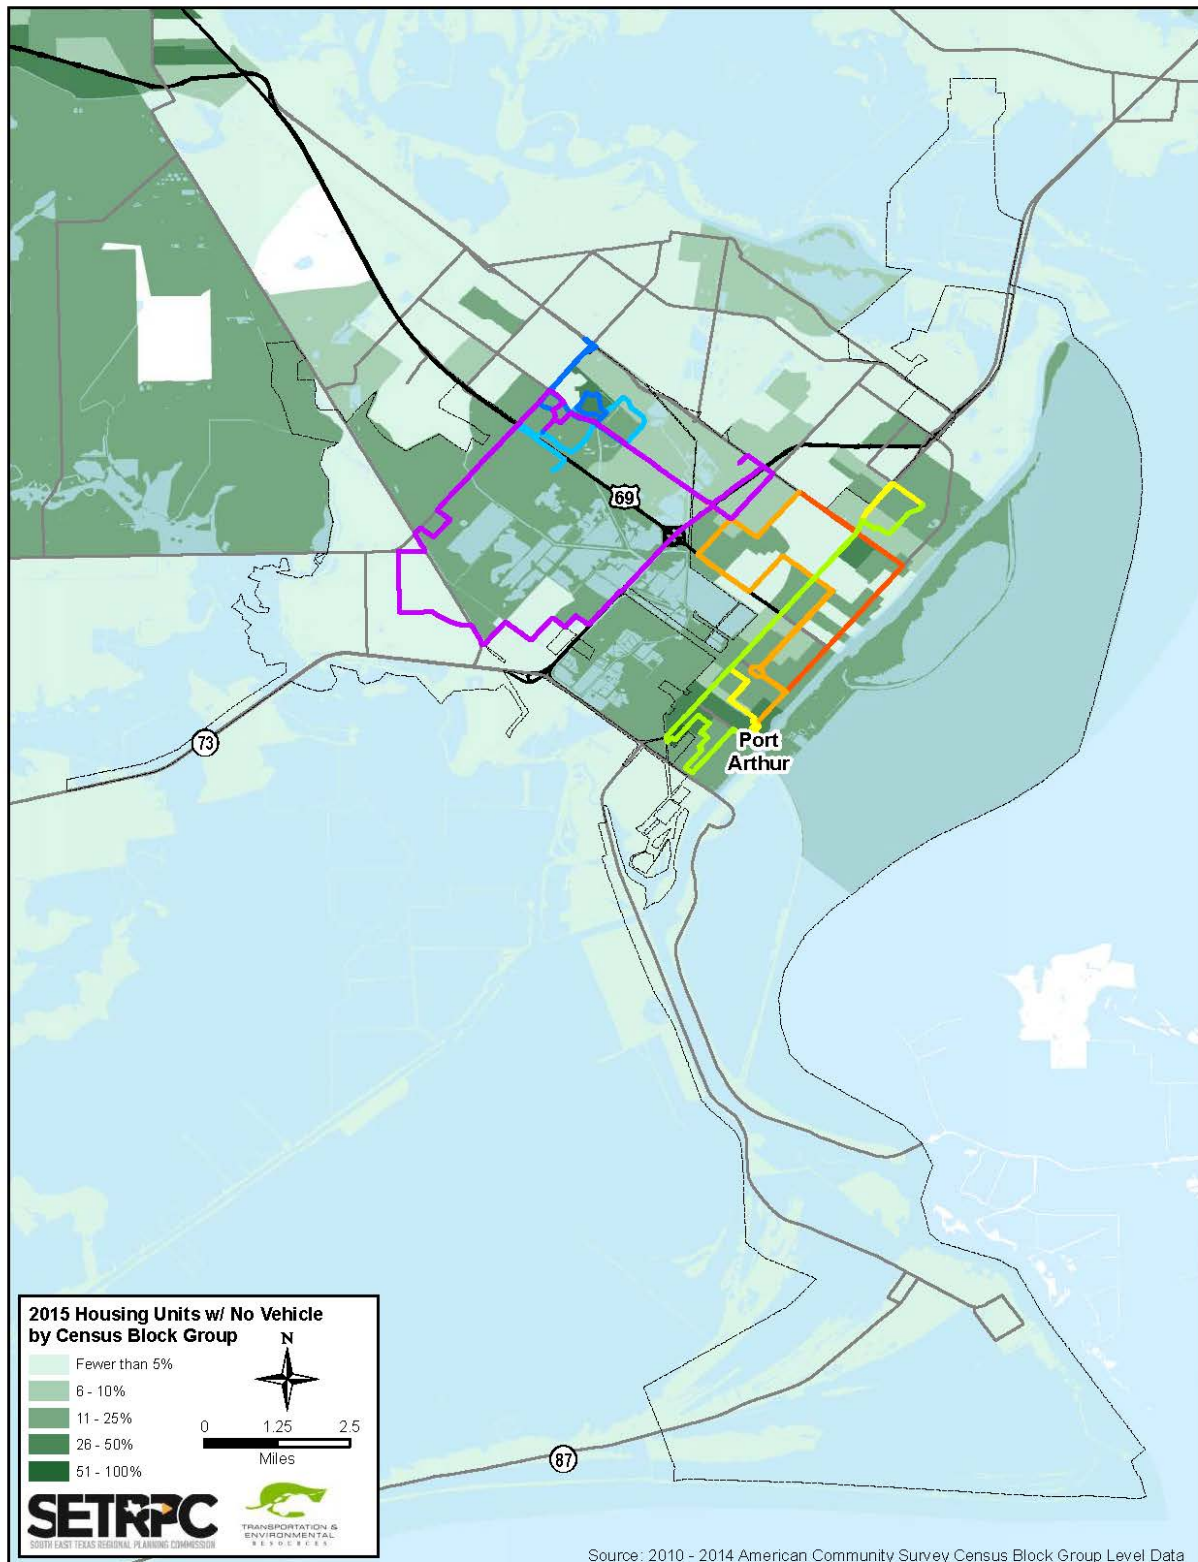 69
Port
Arthur
73
87
2015 Housing Units w/ No Vehicle
by Census Block Group
N
Fewer than 5%
6 - 10%
11 - 25%
26 - 50%
51 - 100%
0 1.25 2.5
Miles
SETRPC
SOUTH EAST TEXAS REGIONAL PLANNING COMMISSION
TRANSPORTATION &
ENVIRONMENTAL
RESOURCES
Source: 2010 - 2014 American Community Survey Census Block Group Level Data